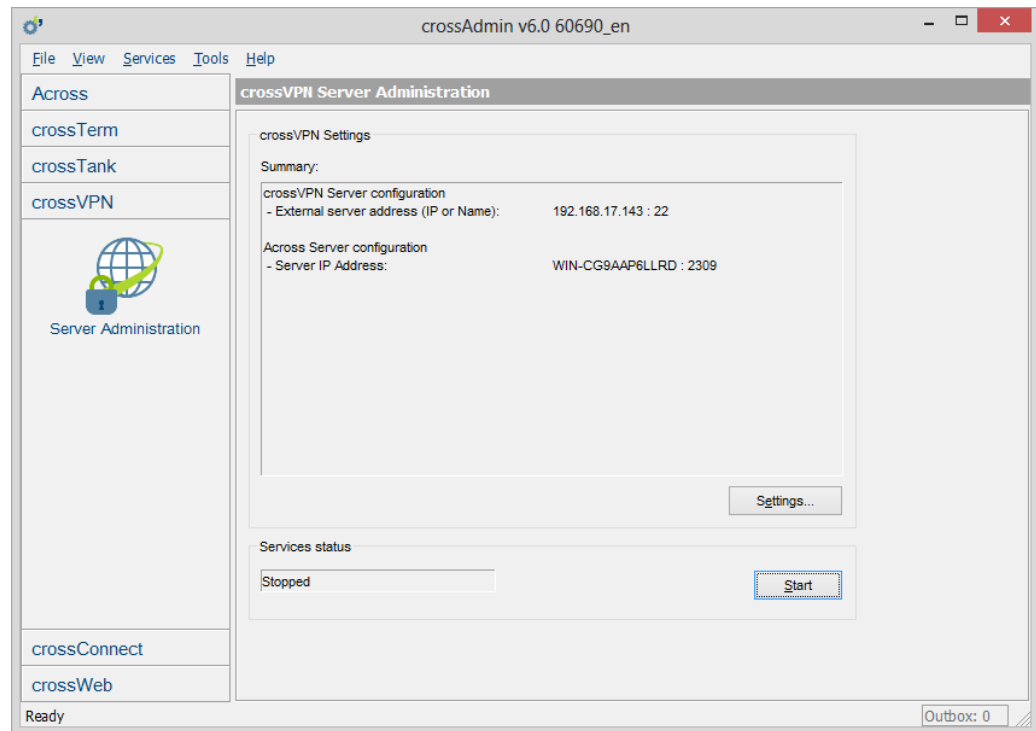 crossAdmin v6.0 60690_en
File View Services Tools Help
Across
crossTerm
crossTank
crossVPN
Server Administration
crossConnect
crossWeb
crossVPN Server Administration
crossVPN Settings
Summary:
crossVPN Server configuration
- External server address (IP or Name): 192.168.17.143 : 22
Across Server configuration
- Server IP Address: WIN-CG9AAP6LLRD : 2309
Settings...
Services status
Stopped
Start
Ready
Outbox: 0